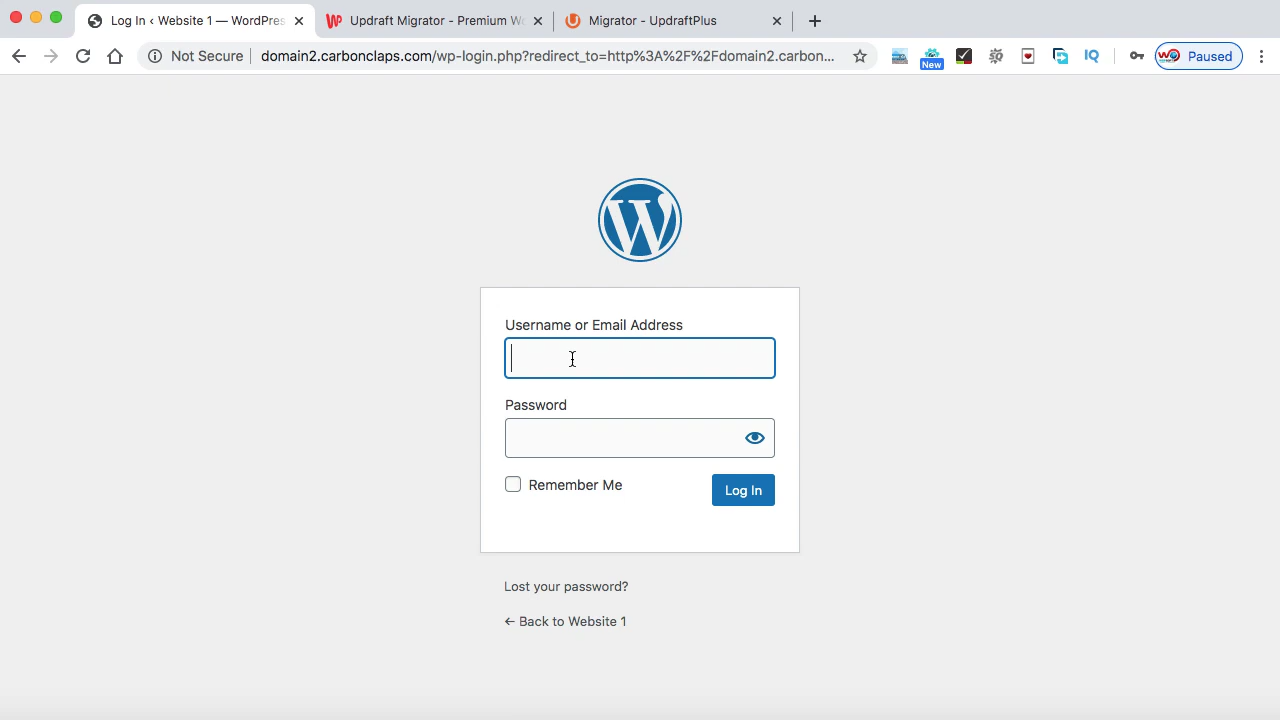 Log In ‹ Website 1 — WordPres
Updraft Migrator - Premium Wo
Migrator - UpdraftPlus
Not Secure
domain2.carbonclaps.com/wp-login.php?redirect_to=http%3A%2F%2Fdomain2.carbon...
New
IQ
Paused
Username or Email Address
Password
Remember Me
Log In
Lost your password?
← Back to Website 1